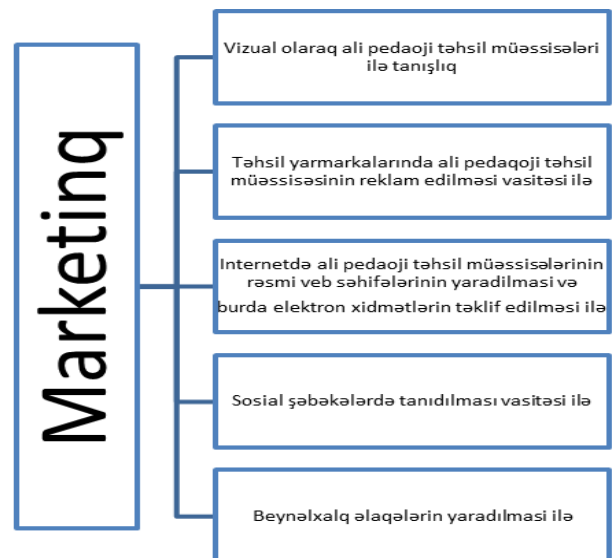 Marketinq
Vizual olaraq ali pedaoji təhsil müəssisələri
ilə tanışlıq
Təhsil yarmarkalarında ali pedaqoji təhsil
müəssisəsinin reklam edilməsi vasitəsi ilə
Internetdə ali pedaoji təhsil müəssisələrinin
rəsmi veb səhifələrinin yaradılması və
burda elektron xidmətlərin təklif edilməsi ilə
Sosial şəbəkələrdə tanıdılması vasitəsi ilə
Beynəlxalq əlaqələrin yaradılmasi ilə